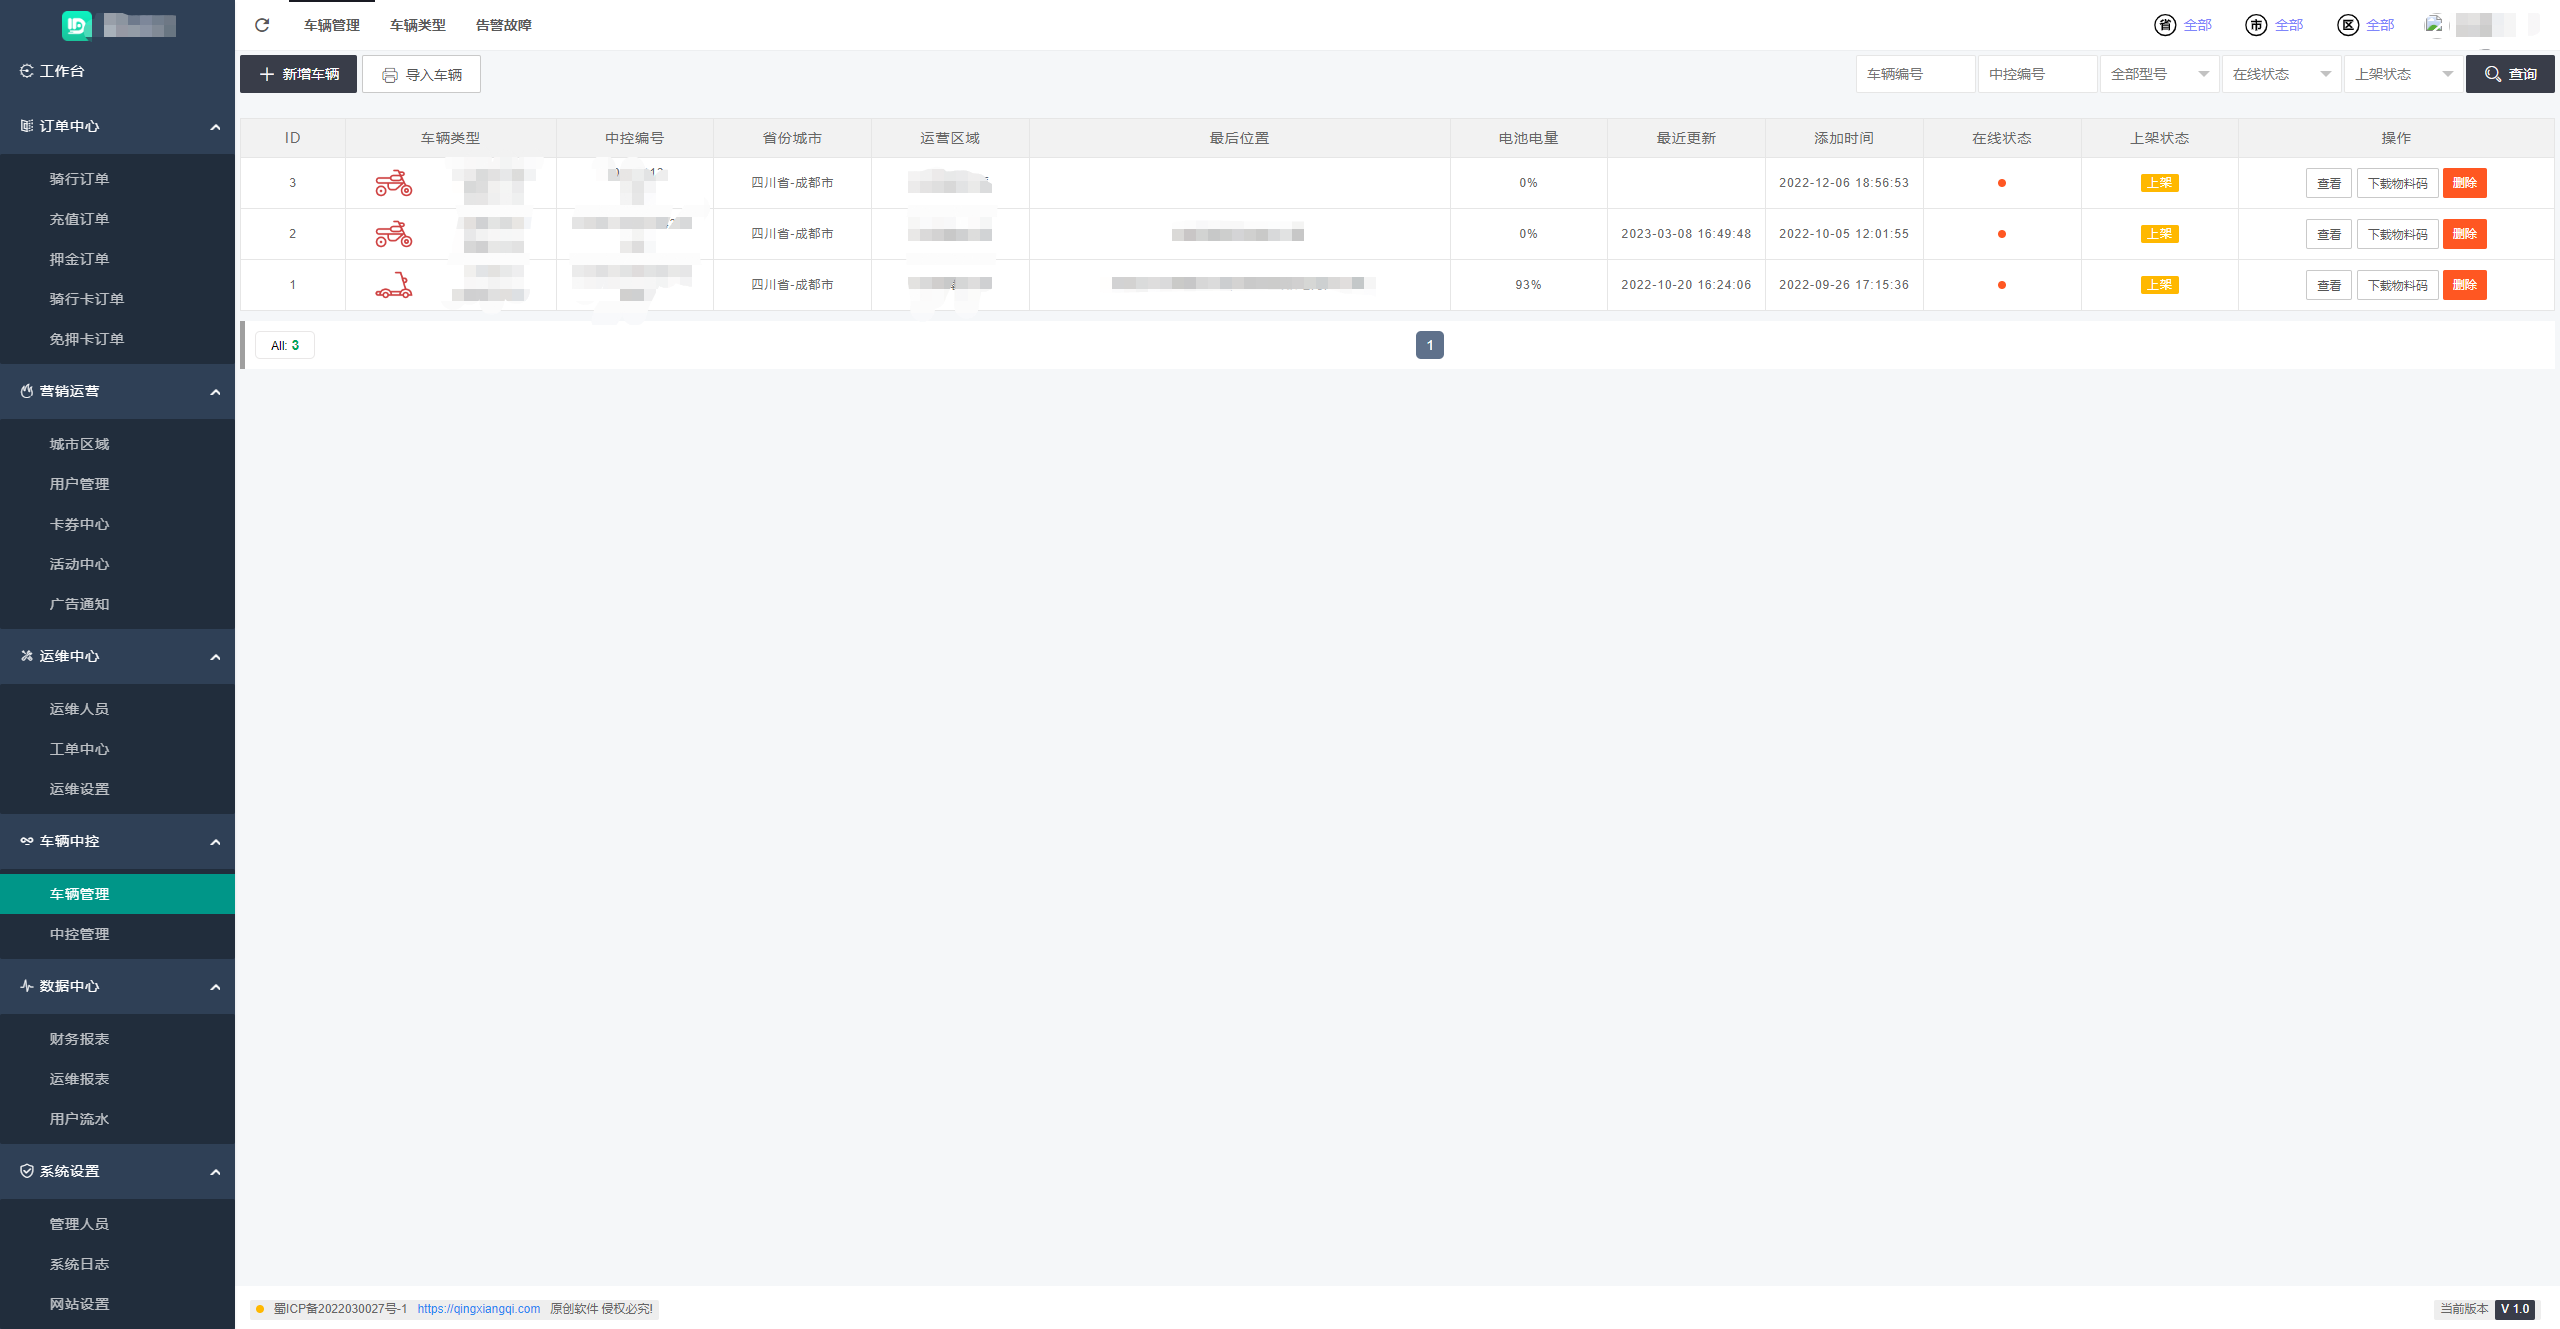 车辆管理 车辆类型 告警故障 省 全部 市 全部 区 全部
工作台
新增车辆 导入车辆 车辆编号 中控编号 全部型号 在线状态 上架状态 查询
订单中心
骑行订单
充值订单
押金订单
骑行卡订单
免押卡订单
营销运营
城市区域
用户管理
卡券中心
活动中心
广告通知
运维中心
运维人员
工单中心
运维设置
车辆中控
车辆管理
中控管理
数据中心
财务报表
运维报表
用户流水
系统设置
管理人员
系统日志
网站设置
ID 车辆类型 中控编号 省份城市 运营区域 最后位置 电池电量 最近更新 添加时间 在线状态 上架状态 操作
3 四川省-成都市 0% 2022-12-06 18:56:53 上架 查看 下载物料码 删除
2 四川省-成都市 0% 2023-03-08 16:49:48 2022-10-05 12:01:55 上架 查看 下载物料码 删除
1 四川省-成都市 93% 2022-10-20 16:24:06 2022-09-26 17:15:36 上架 查看 下载物料码 删除
All: 3 1
蜀ICP备2022030027号-1 https://qingxiangqi.com 原创软件 侵权必究! 当前版本 V 1.0